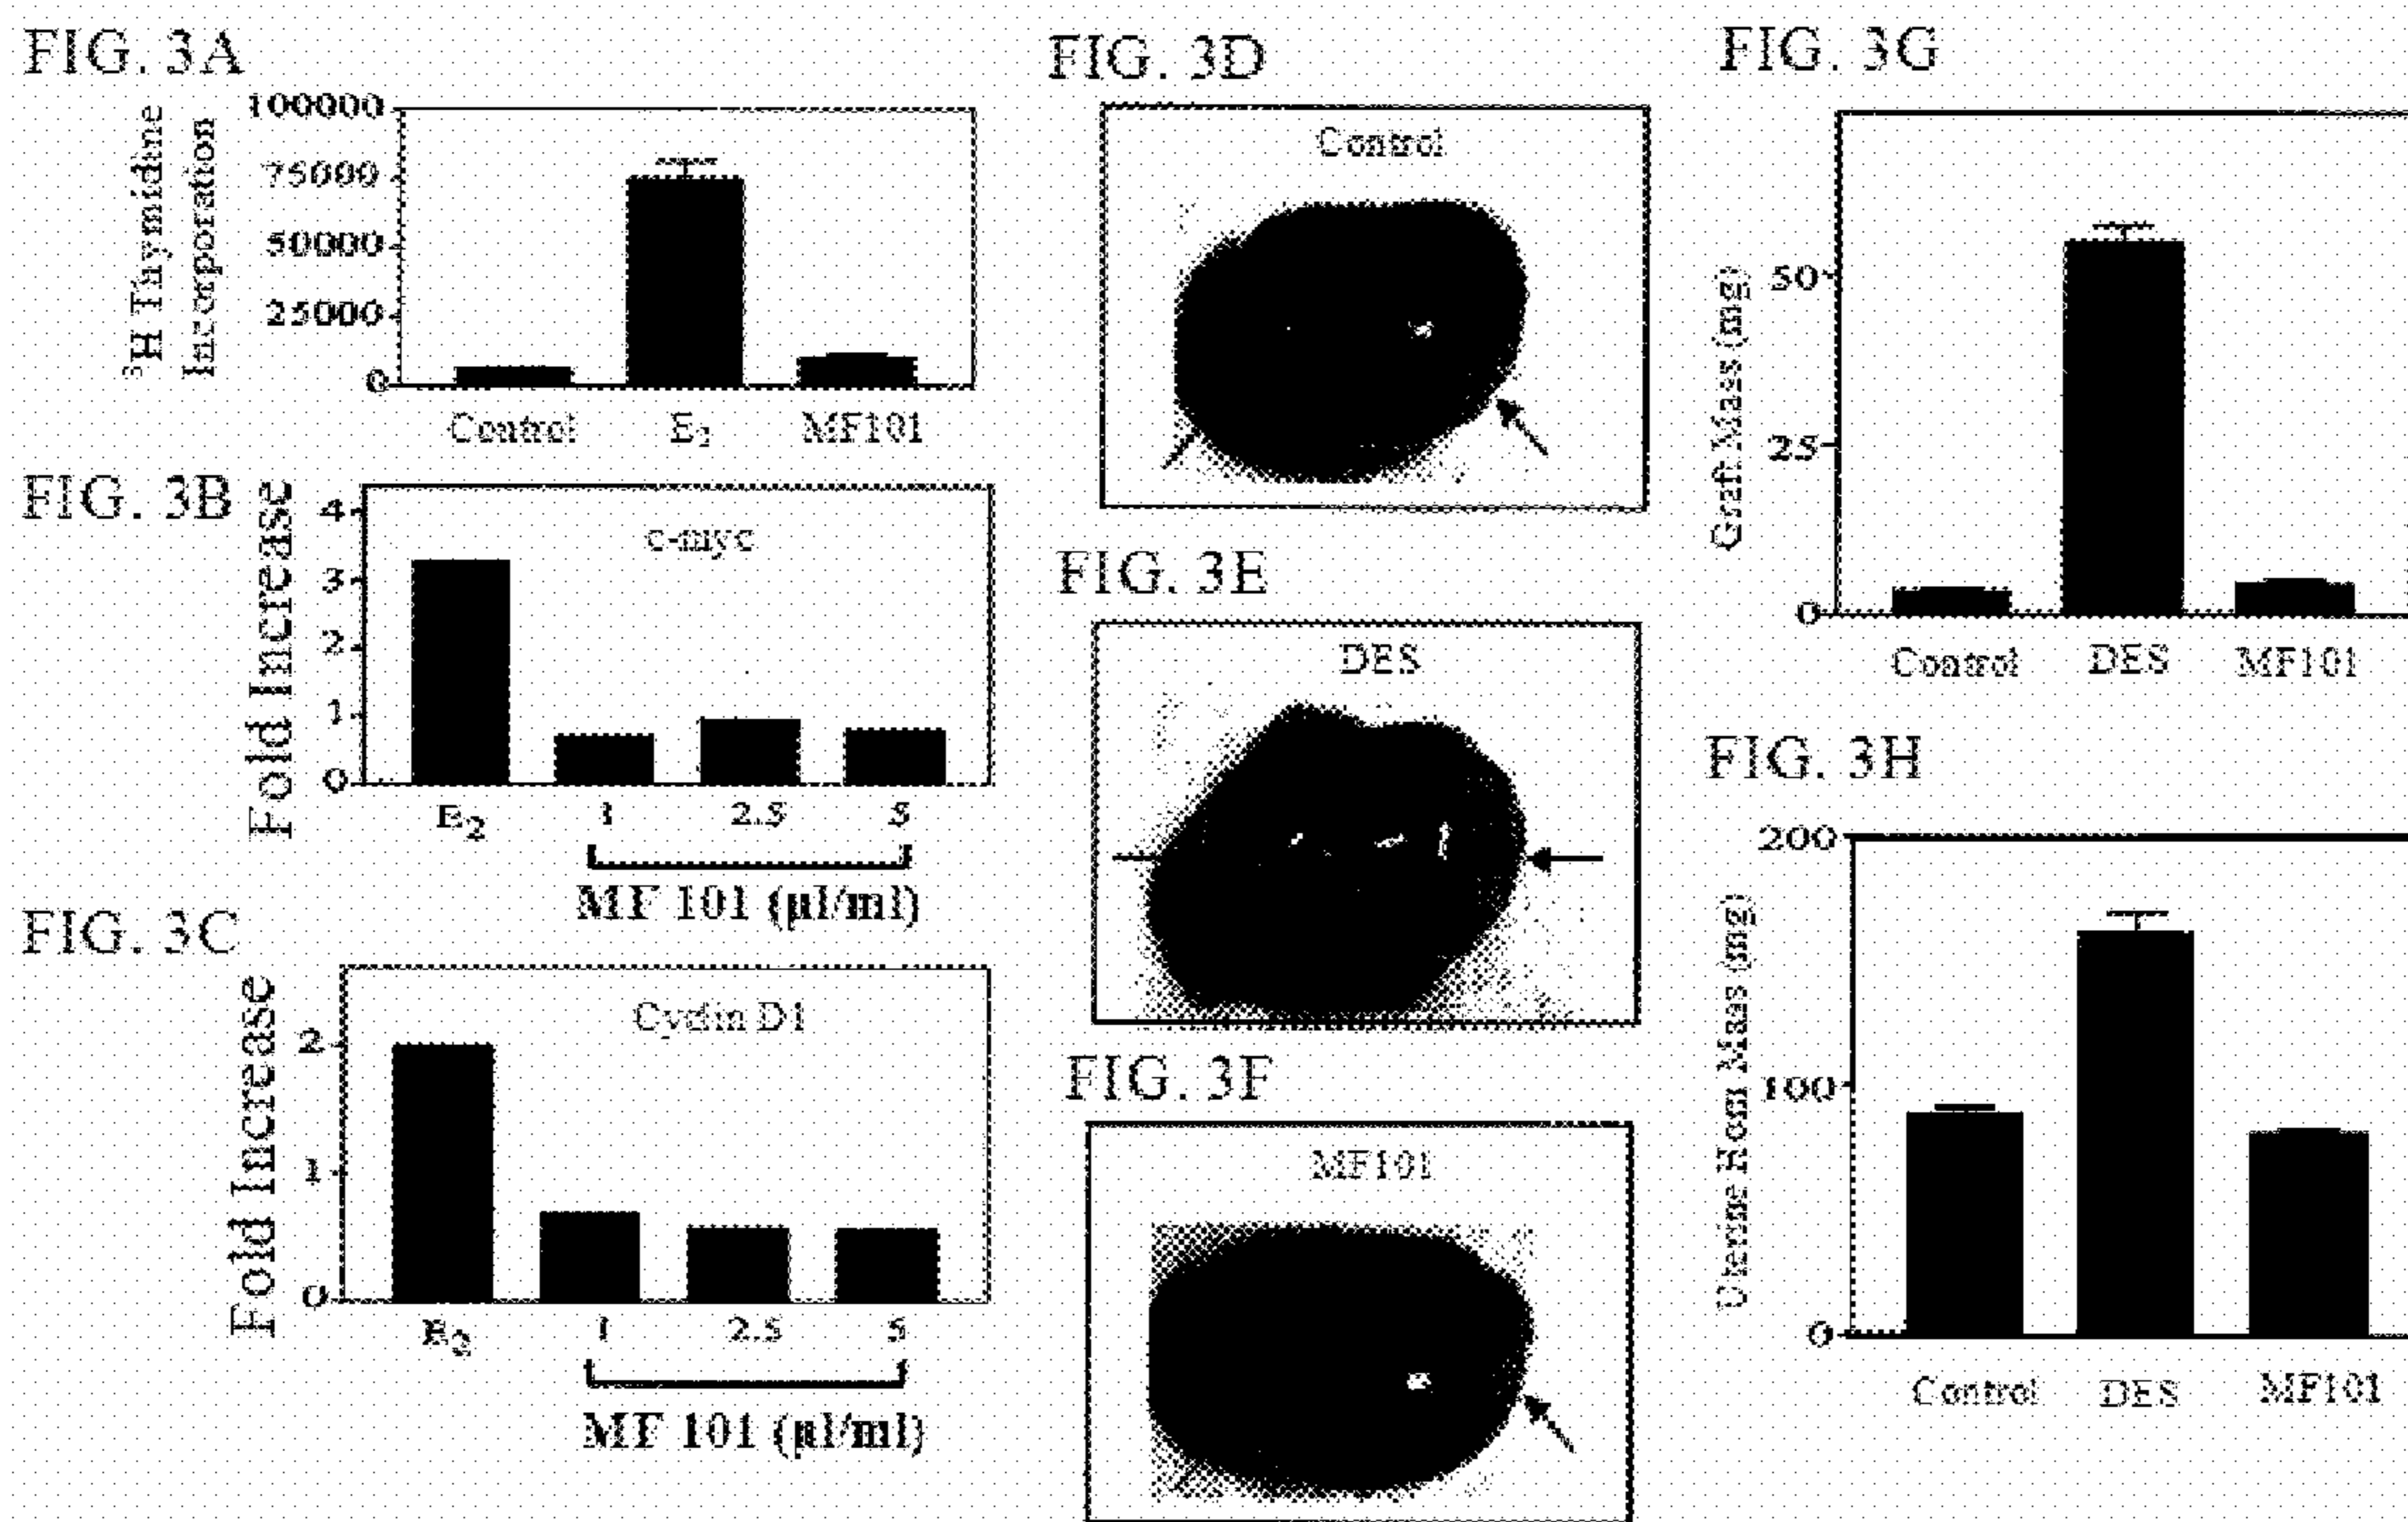 FIG. 3A
³H Thymidine
Incorporation
100000
75000
50000
25000
0
Control E₂ MF101
FIG. 3B
Fold Increase
4
3
2
1
0
c-myc
E₂ 1 2.5 5
MF 101 (µl/ml)
FIG. 3C
Fold Increase
2
1
0
Cyclin D1
E₂ 1 2.5 5
MF 101 (µl/ml)
FIG. 3D
Control
FIG. 3E
DES
FIG. 3F
MF101
FIG. 3G
Graft Mass (mg)
50
25
0
Control DES MF101
FIG. 3H
Uterine Horn Mass (mg)
200
100
0
Control DES MF101